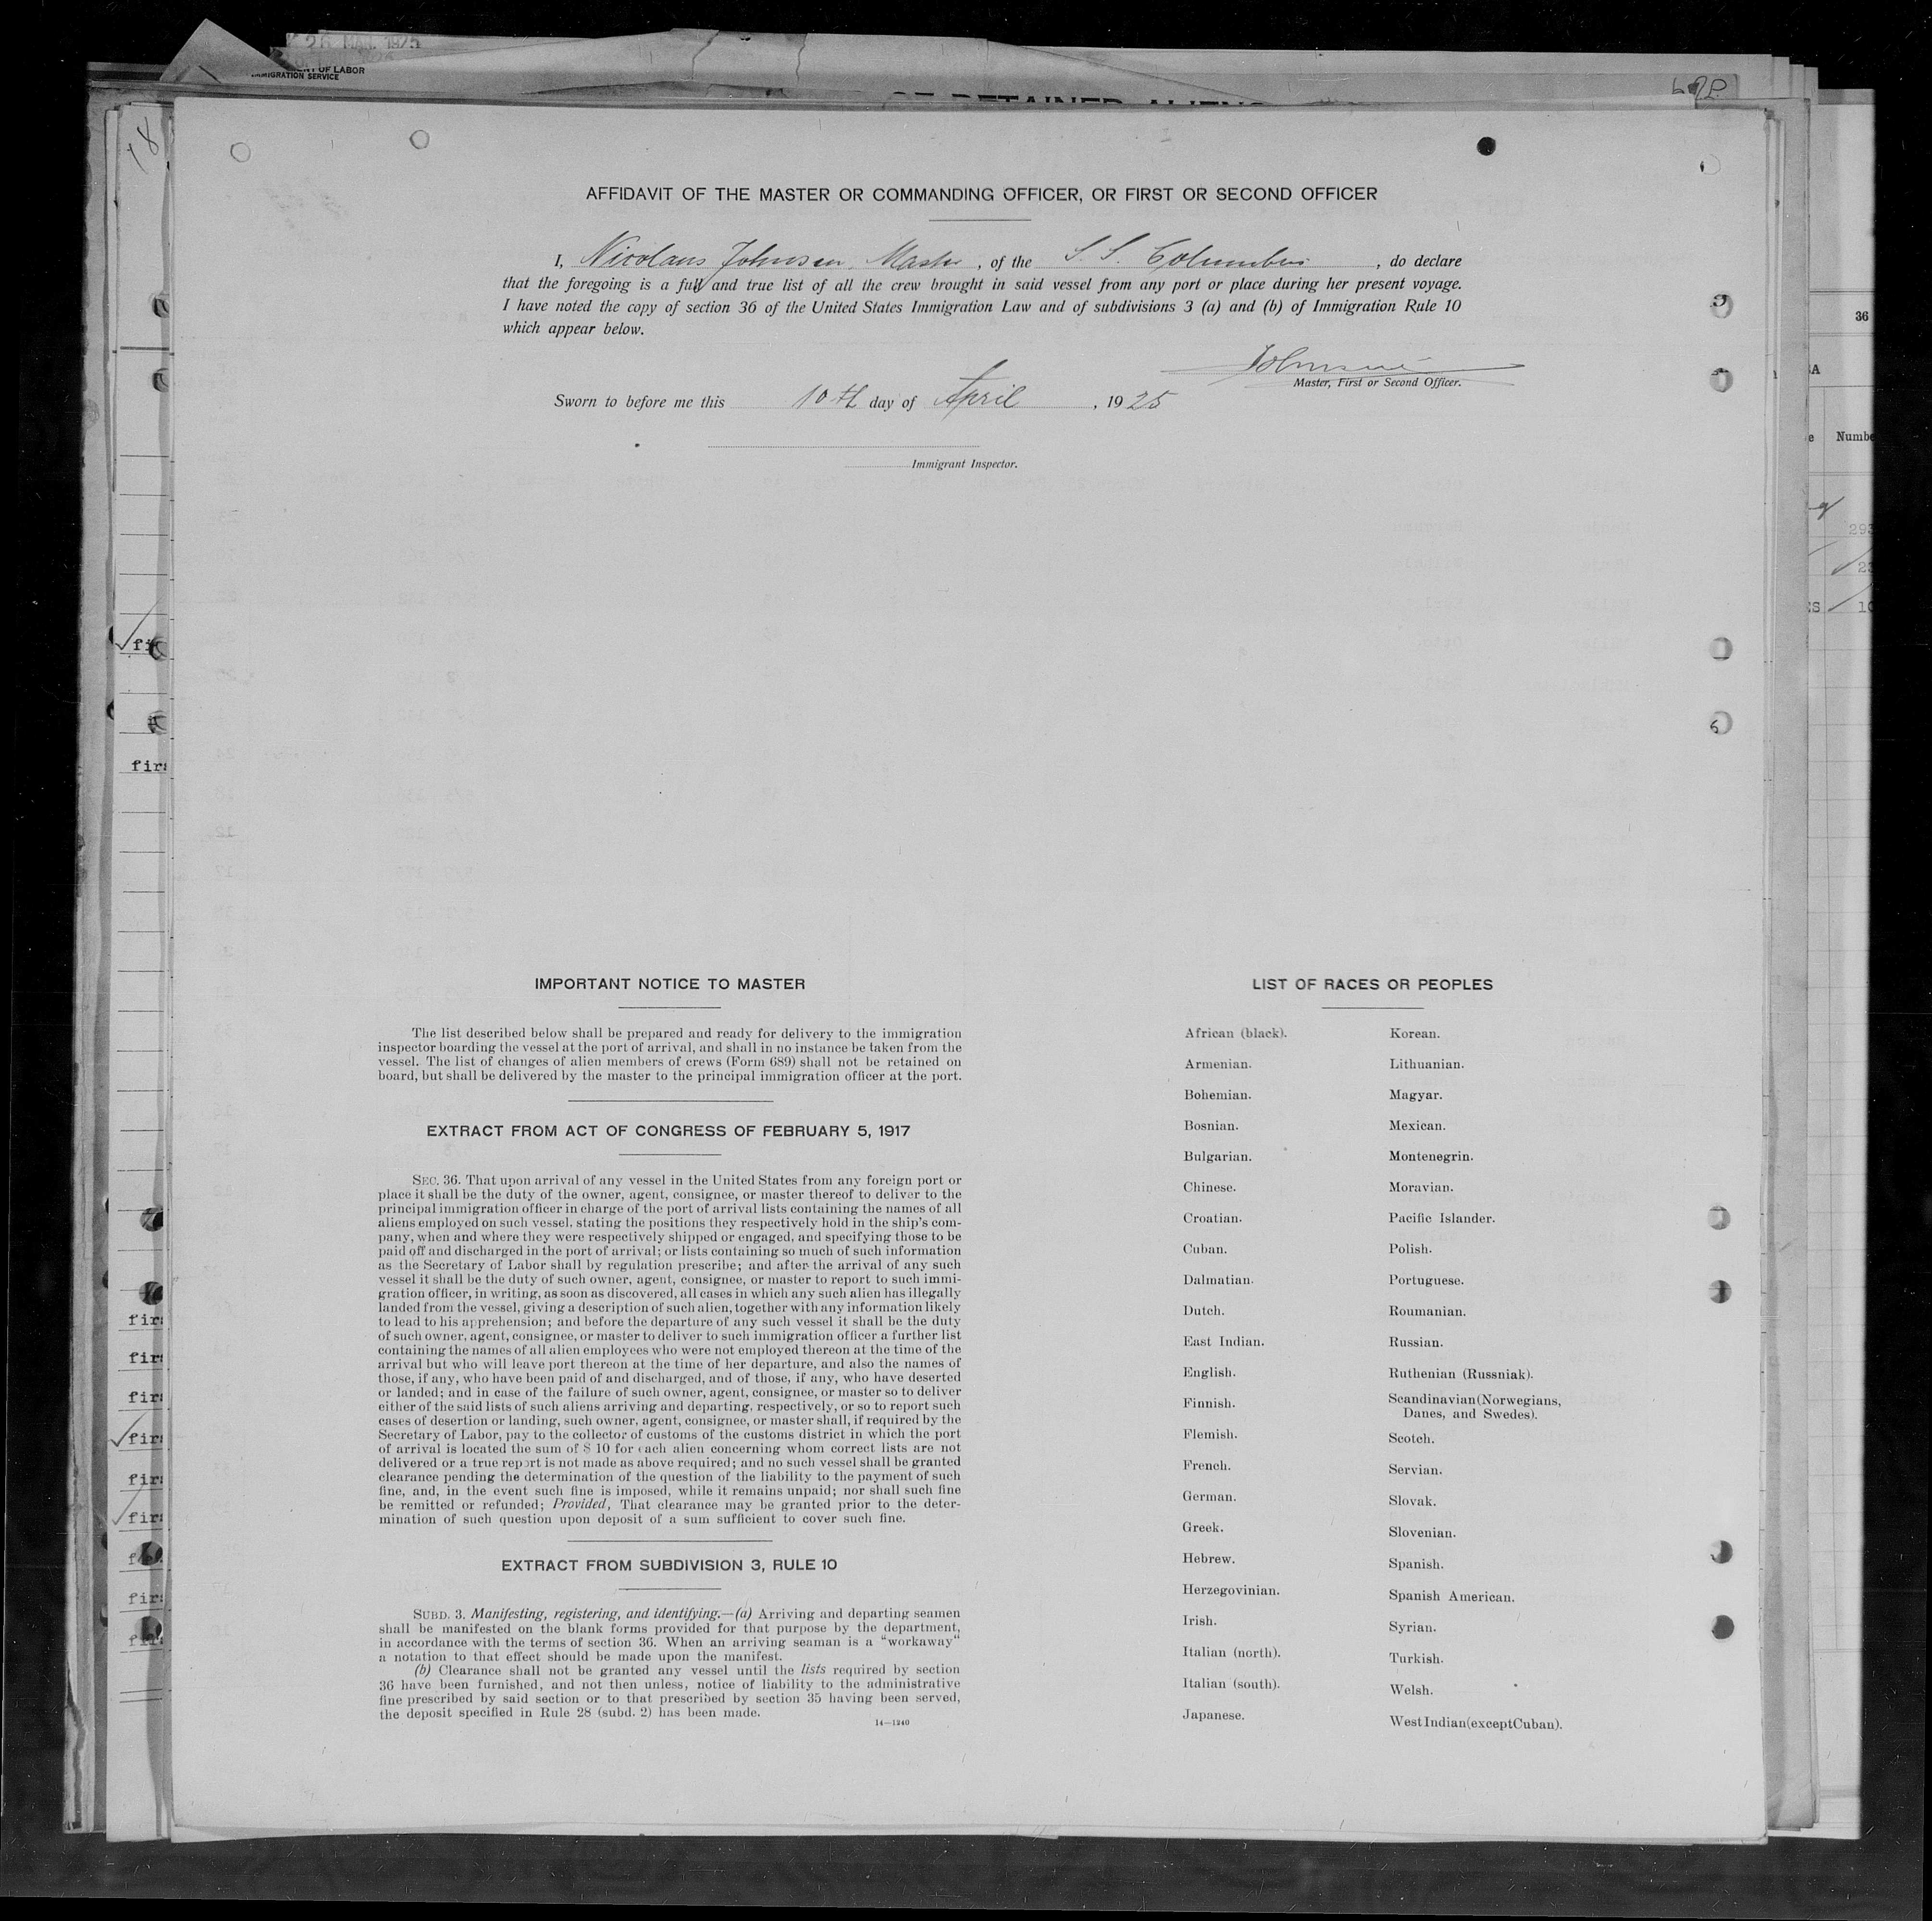 25 MAR. 1925
OF LABOR
IMMIGRATION SERVICE
OF DETAINED ALIENS
18
AFFIDAVIT OF THE MASTER OR COMMANDING OFFICER, OR FIRST OR SECOND OFFICER
I, Nicolaus Johnsen, Master, of the S. S. Columbus, do declare
that the foregoing is a full and true list of all the crew brought in said vessel from any port or place during her present voyage.
I have noted the copy of section 36 of the United States Immigration Law and of subdivisions 3 (a) and (b) of Immigration Rule 10
which appear below.
Johnsen
Master, First or Second Officer.
Sworn to before me this 10th day of April, 1925
Immigrant Inspector.
36
Numbe
IMPORTANT NOTICE TO MASTER
The list described below shall be prepared and ready for delivery to the immigration
inspector boarding the vessel at the port of arrival, and shall in no instance be taken from the
vessel. The list of changes of alien members of crews (Form 689) shall not be retained on
board, but shall be delivered by the master to the principal immigration officer at the port.
EXTRACT FROM ACT OF CONGRESS OF FEBRUARY 5, 1917
SEC. 36. That upon arrival of any vessel in the United States from any foreign port or
place it shall be the duty of the owner, agent, consignee, or master thereof to deliver to the
principal immigration officer in charge of the port of arrival lists containing the names of all
aliens employed on such vessel, stating the positions they respectively hold in the ship's com-
pany, when and where they were respectively shipped or engaged, and specifying those to be
paid off and discharged in the port of arrival; or lists containing so much of such information
as the Secretary of Labor shall by regulation prescribe; and after the arrival of any such
vessel it shall be the duty of such owner, agent, consignee, or master to report to such immi-
gration officer, in writing, as soon as discovered, all cases in which any such alien has illegally
landed from the vessel, giving a description of such alien, together with any information likely
to lead to his apprehension; and before the departure of any such vessel it shall be the duty
of such owner, agent, consignee, or master to deliver to such immigration officer a further list
containing the names of all alien employees who were not employed thereon at the time of the
arrival but who will leave port thereon at the time of her departure, and also the names of
those, if any, who have been paid of and discharged, and of those, if any, who have deserted
or landed; and in case of the failure of such owner, agent, consignee, or master so to deliver
either of the said lists of such aliens arriving and departing, respectively, or so to report such
cases of desertion or landing, such owner, agent, consignee, or master shall, if required by the
Secretary of Labor, pay to the collector of customs of the customs district in which the port
of arrival is located the sum of $ 10 for each alien concerning whom correct lists are not
delivered or a true report is not made as above required; and no such vessel shall be granted
clearance pending the determination of the question of the liability to the payment of such
fine, and, in the event such fine is imposed, while it remains unpaid; nor shall such fine
be remitted or refunded; Provided, That clearance may be granted prior to the deter-
mination of such question upon deposit of a sum sufficient to cover such fine.
EXTRACT FROM SUBDIVISION 3, RULE 10
SUBD. 3. Manifesting, registering, and identifying.—(a) Arriving and departing seamen
shall be manifested on the blank forms provided for that purpose by the department,
in accordance with the terms of section 36. When an arriving seaman is a "workaway"
a notation to that effect should be made upon the manifest.
(b) Clearance shall not be granted any vessel until the lists required by section
36 have been furnished, and not then unless, notice of liability to the administrative
fine prescribed by said section or to that prescribed by section 35 having been served,
the deposit specified in Rule 28 (subd. 2) has been made.
14—1240
LIST OF RACES OR PEOPLES
African (black).
Armenian.
Bohemian.
Bosnian.
Bulgarian.
Chinese.
Croatian.
Cuban.
Dalmatian.
Dutch.
East Indian.
English.
Finnish.
Flemish.
French.
German.
Greek.
Hebrew.
Herzegovinian.
Irish.
Italian (north).
Italian (south).
Japanese.
Korean.
Lithuanian.
Magyar.
Mexican.
Montenegrin.
Moravian.
Pacific Islander.
Polish.
Portuguese.
Roumanian.
Russian.
Ruthenian (Russniak).
Scandinavian (Norwegians,
Danes, and Swedes).
Scotch.
Servian.
Slovak.
Slovenian.
Spanish.
Spanish American.
Syrian.
Turkish.
Welsh.
West Indian (except Cuban).